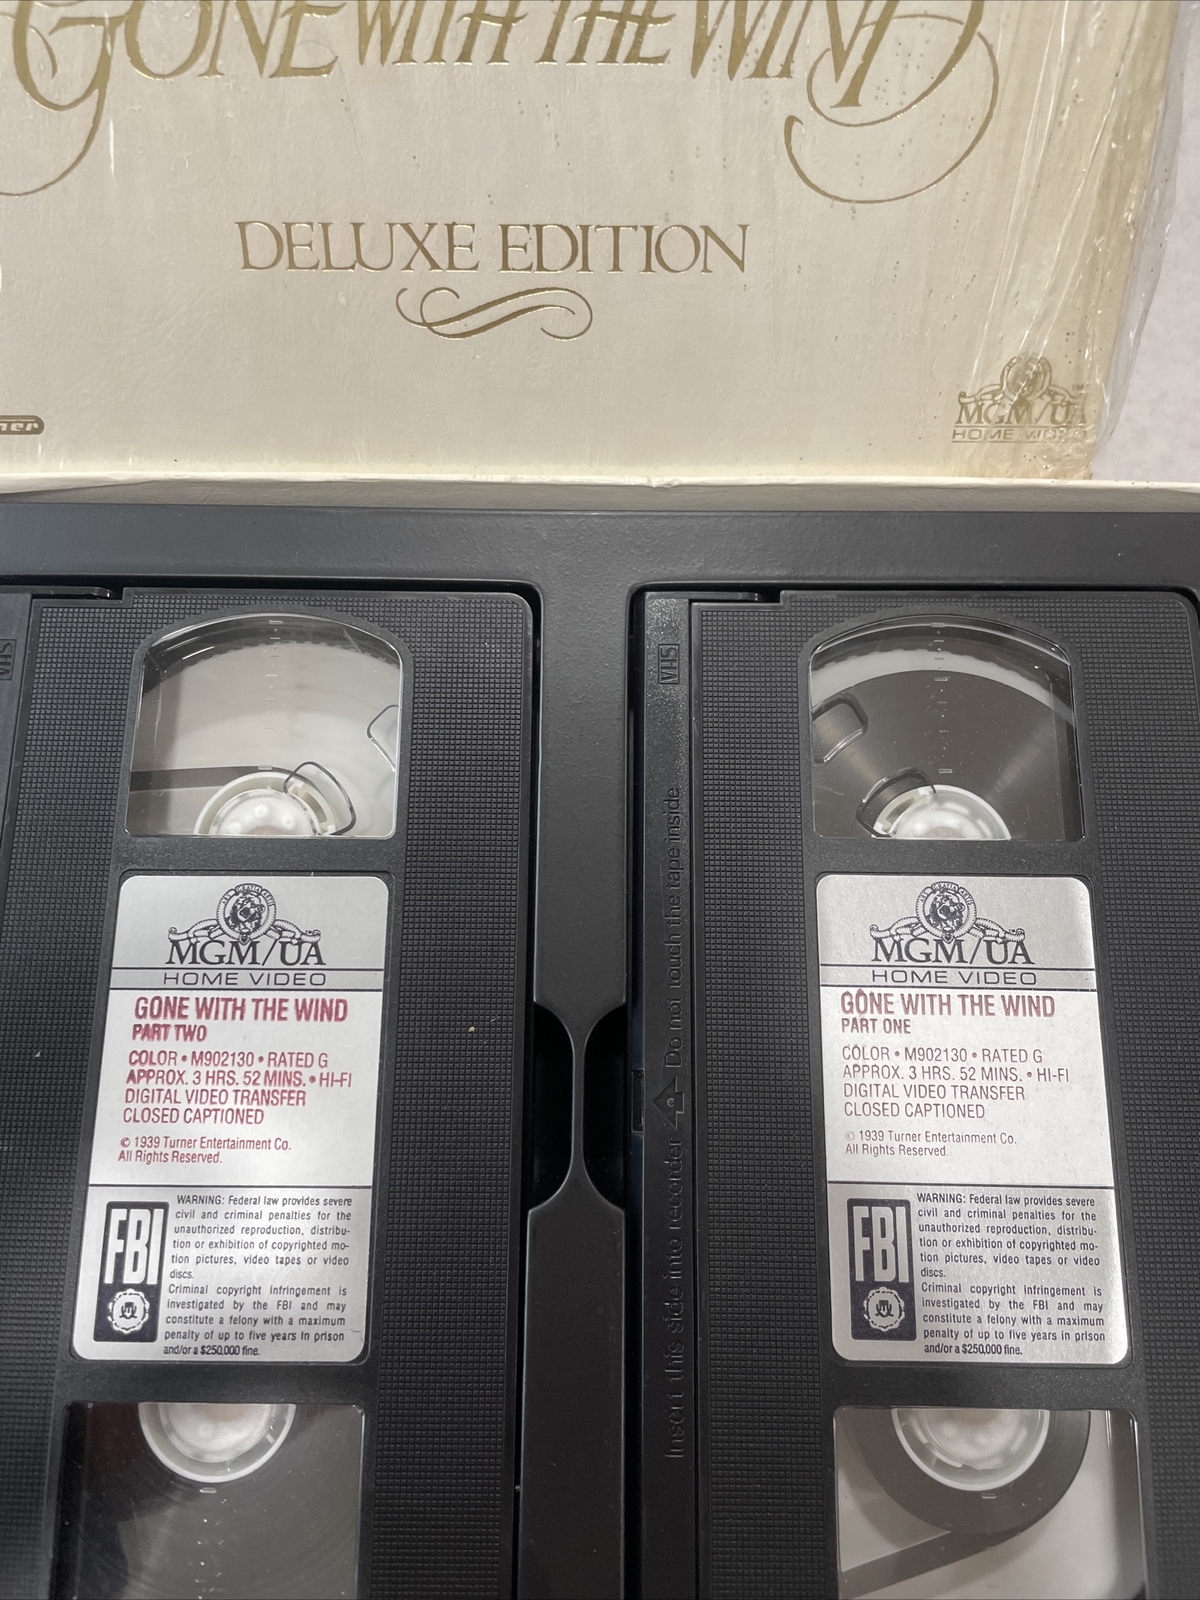 GONE WITH THE WIND
DELUXE EDITION
MGM/UA
HOME VIDEO
VHS
MGM/UA
HOME VIDEO
GONE WITH THE WIND
PART TWO
COLOR • M902130 • RATED G
APPROX. 3 HRS. 52 MINS. • HI-FI
DIGITAL VIDEO TRANSFER
CLOSED CAPTIONED
© 1939 Turner Entertainment Co.
All Rights Reserved.
FBI
WARNING: Federal law provides severe
civil and criminal penalties for the
unauthorized reproduction, distribu-
tion or exhibition of copyrighted mo-
tion pictures, video tapes or video
discs.
Criminal copyright infringement is
investigated by the FBI and may
constitute a felony with a maximum
penalty of up to five years in prison
and/or a $250,000 fine.
VHS
Insert this side into recorder Do not touch the tape inside
MGM/UA
HOME VIDEO
GONE WITH THE WIND
PART ONE
COLOR • M902130 • RATED G
APPROX. 3 HRS. 52 MINS. • HI-FI
DIGITAL VIDEO TRANSFER
CLOSED CAPTIONED
© 1939 Turner Entertainment Co.
All Rights Reserved.
FBI
WARNING: Federal law provides severe
civil and criminal penalties for the
unauthorized reproduction, distribu-
tion or exhibition of copyrighted mo-
tion pictures, video tapes or video
discs.
Criminal copyright infringement is
investigated by the FBI and may
constitute a felony with a maximum
penalty of up to five years in prison
and/or a $250,000 fine.